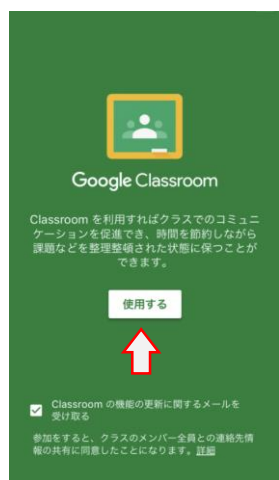 Google Classroom
Classroom を利用すればクラスでのコミュニ
ケーションを促進でき、時間を節約しながら
課題などを整理整頓された状態に保つことが
できます。
使用する
Classroom の機能の更新に関するメールを
受け取る
参加をすると、クラスのメンバー全員との連絡先情
報の共有に同意したことになります。詳細